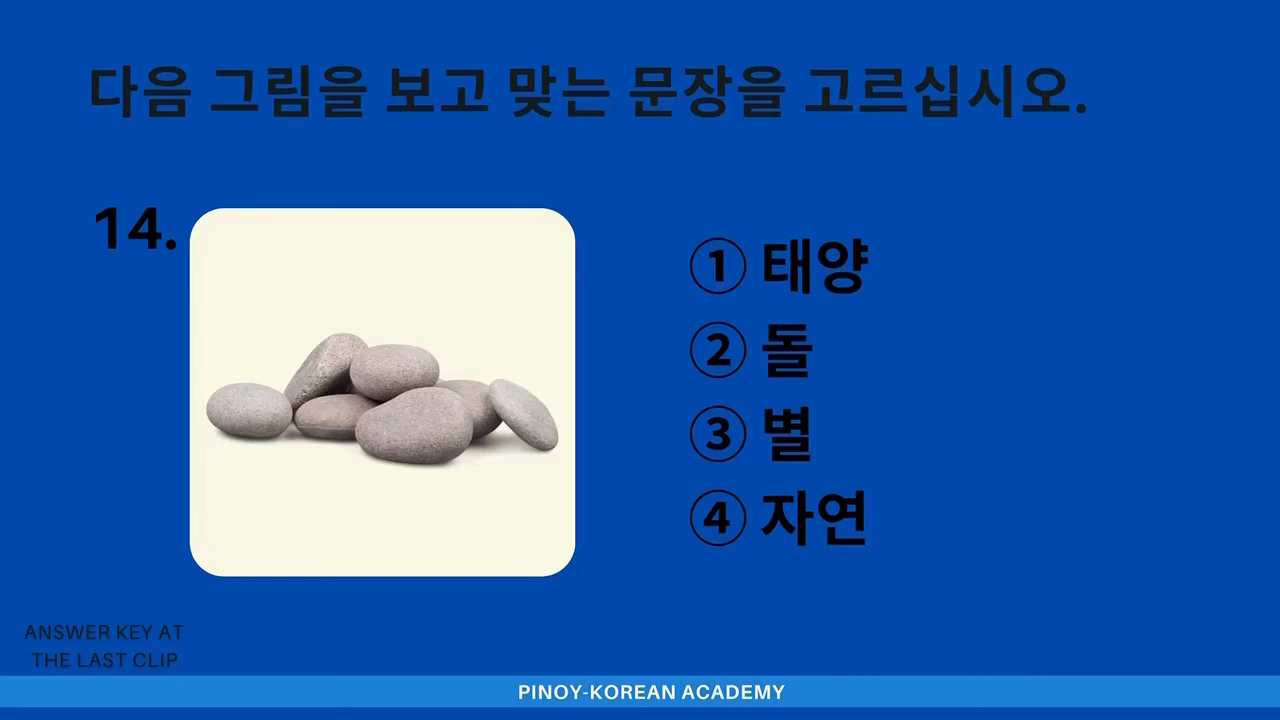 다음 그림을 보고 맞는 문장을 고르십시오.
14.
① 태양
② 돌
③ 별
④ 자연
ANSWER KEY AT
THE LAST CLIP
PINOY-KOREAN ACADEMY